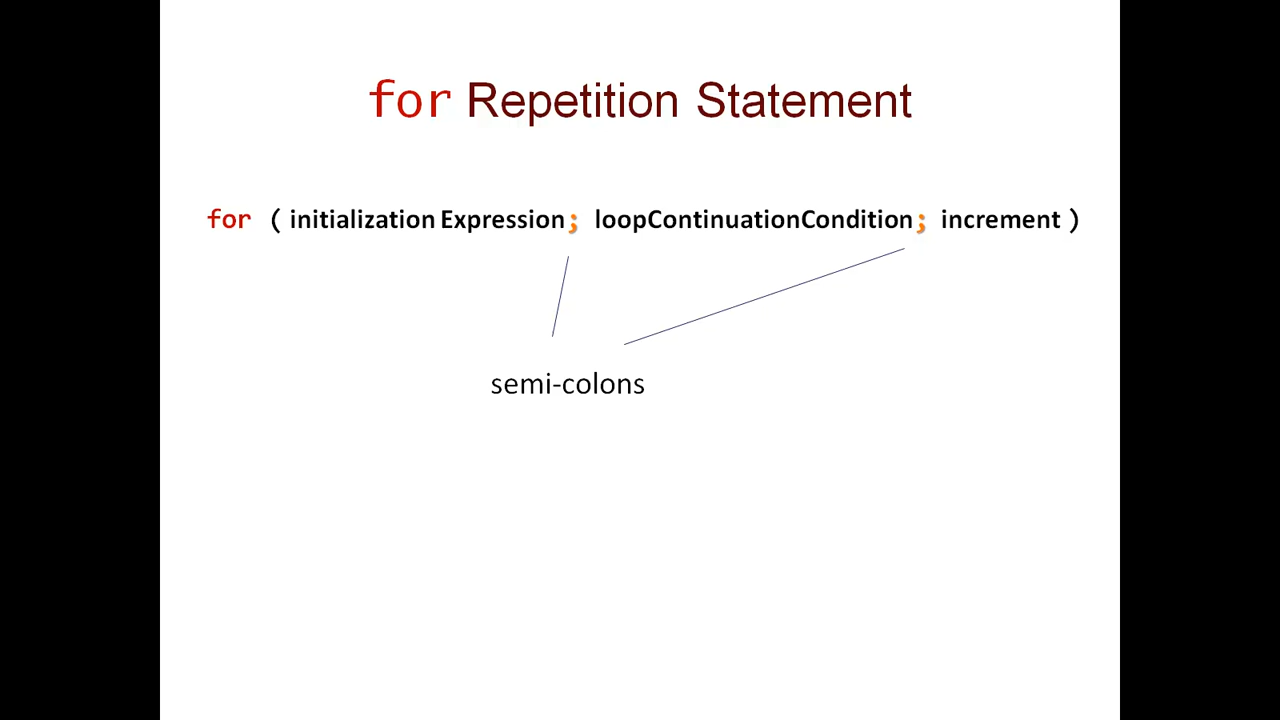 for Repetition Statement
for ( initialization Expression; loopContinuationCondition; increment )
semi-colons